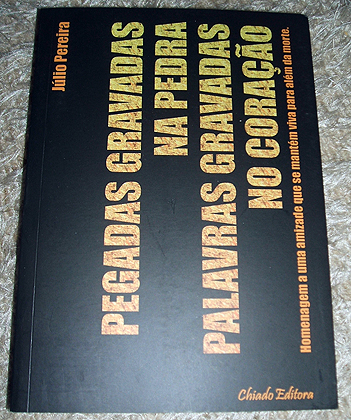 Júlio Pereira
PEGADAS GRAVADAS
NA PEDRA
PALAVRAS GRAVADAS
NO CORAÇÃO
Homenagem a uma amizade que se mantém viva para além da morte.
Chiado Editora